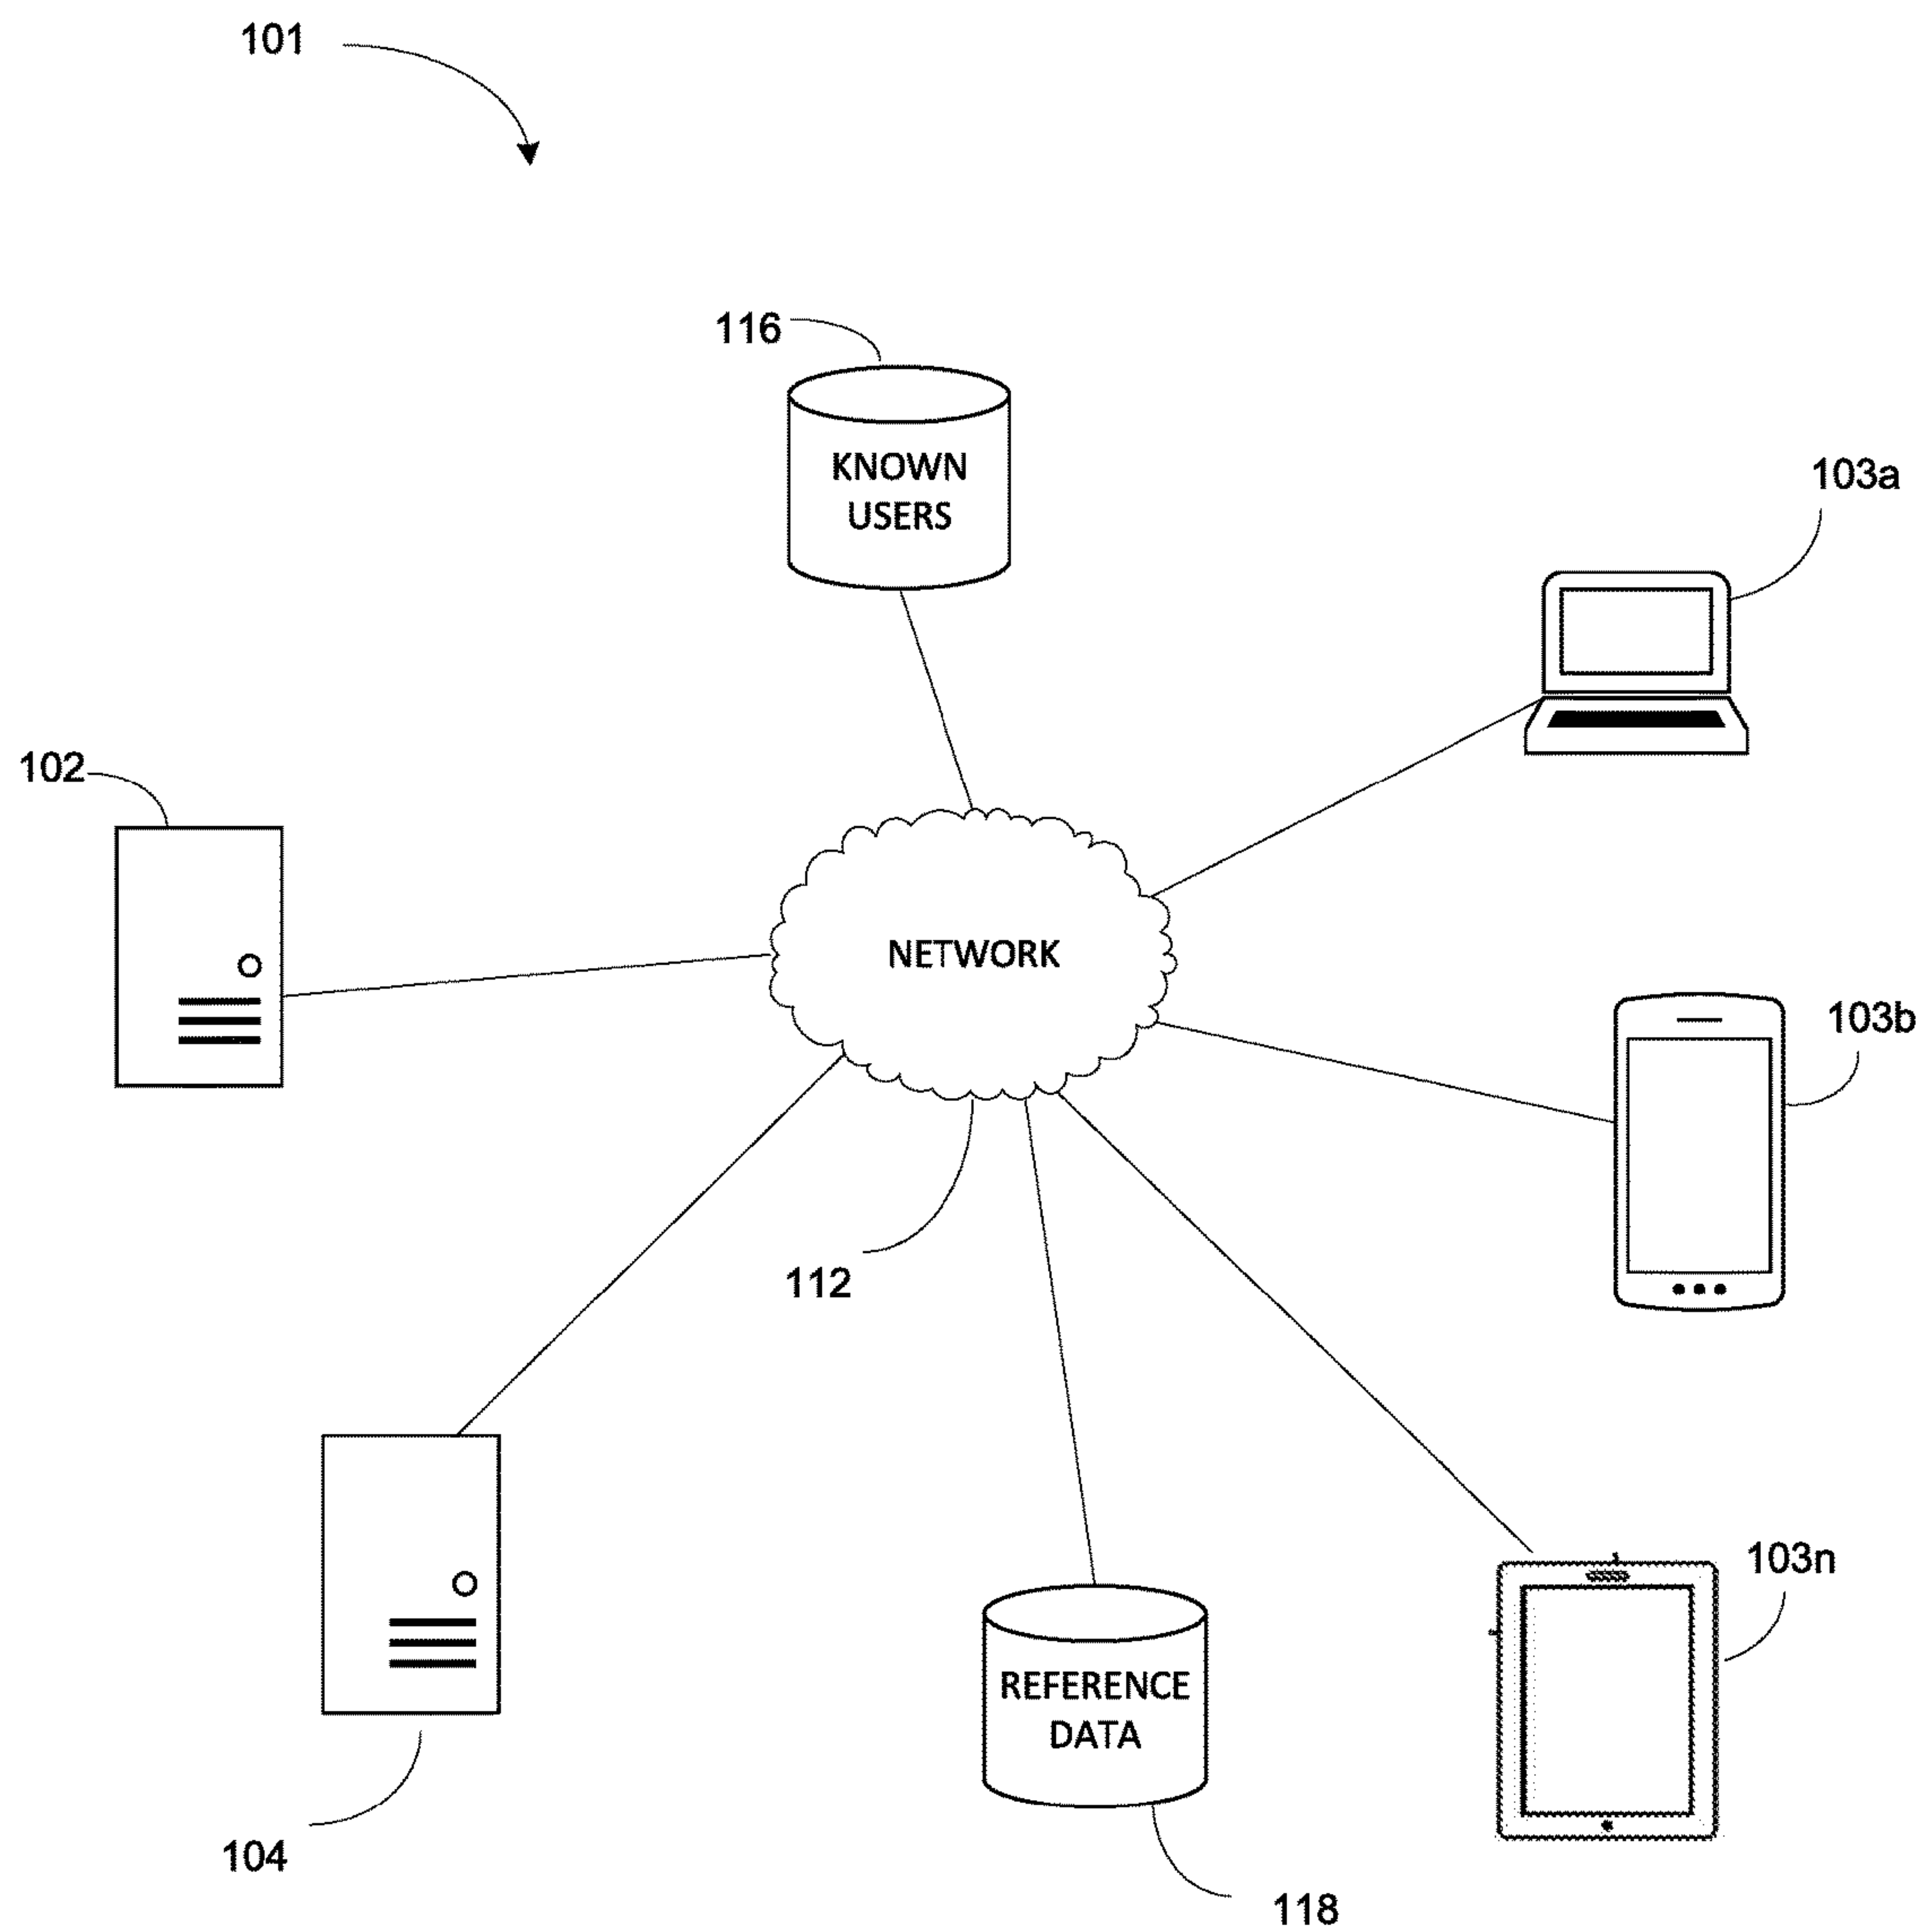 101
116
KNOWN
USERS
103a
102
NETWORK
103b
112
103n
REFERENCE
DATA
104
118